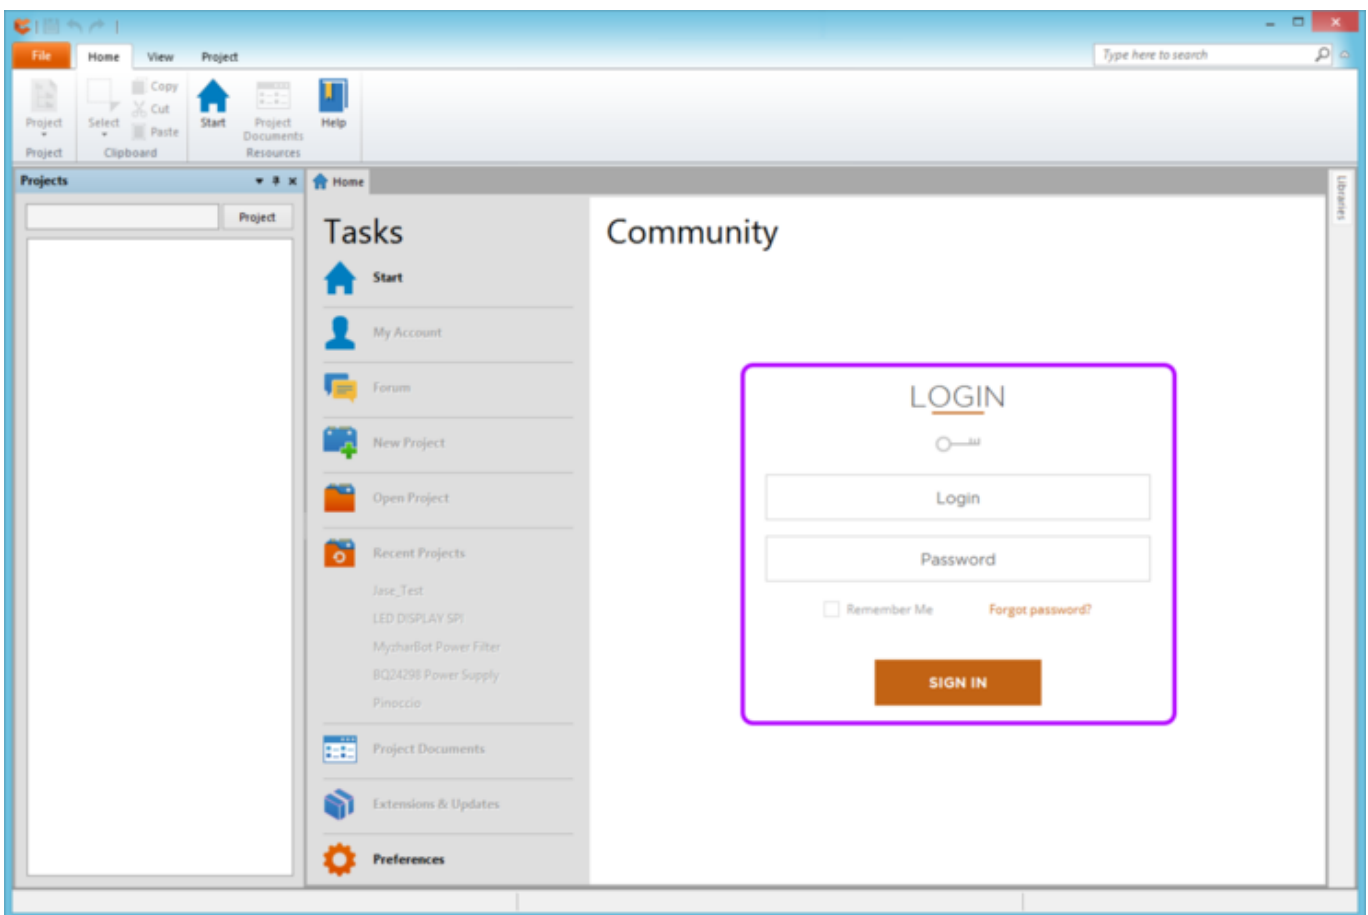 File Home View Project Type here to search
Copy
Cut
Paste
Project Select Start Project Documents Help
Project Clipboard Resources
Projects
Project
Home
Libraries
Tasks
Start
My Account
Forum
New Project
Open Project
Recent Projects
Jase_Test
LED DISPLAY SPI
MyzharBot Power Filter
BQ24298 Power Supply
Pinoccio
Project Documents
Extensions & Updates
Preferences
Community
LOGIN
Login
Password
Remember Me Forgot password?
SIGN IN